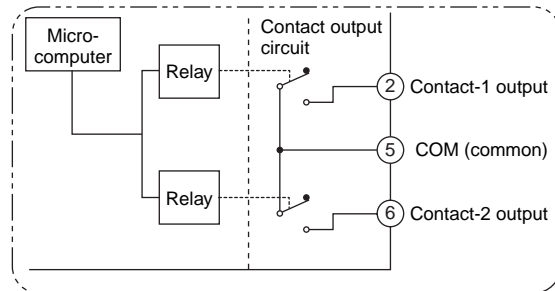 Micro-
computer
Contact output
circuit
Relay
2 Contact-1 output
5 COM (common)
Relay
6 Contact-2 output